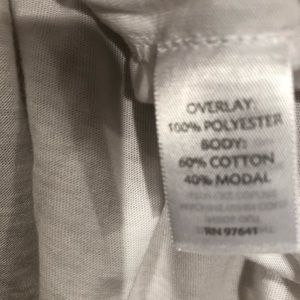 OVERLAY:
100% POLYESTER
BODY:
60% COTTON
40% MODAL
RN 97641